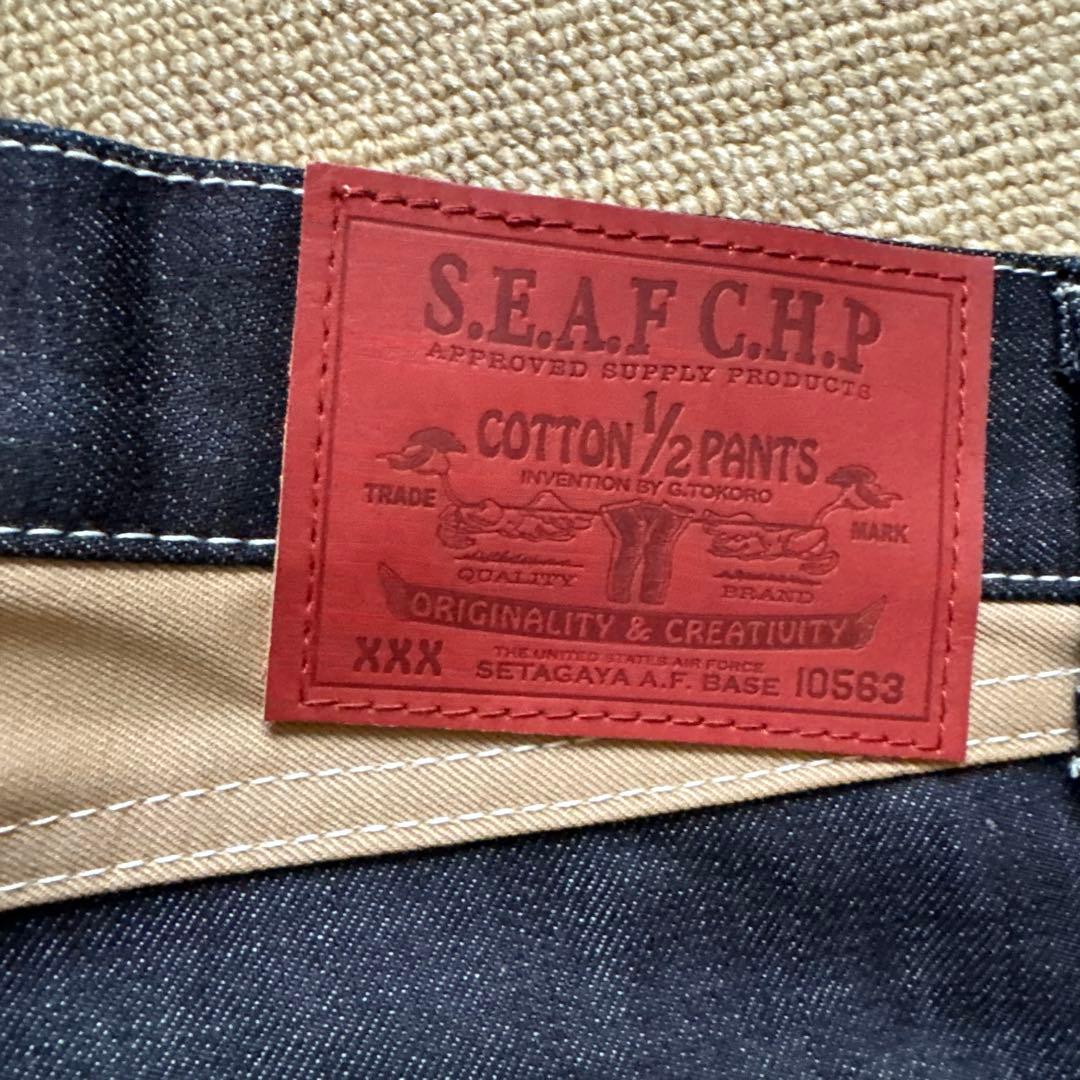 S.E.A.F C.H.P
APPROVED SUPPLY PRODUCTS
COTTON 1/2 PANTS
INVENTION BY G.TOKORO
TRADE MARK
QUALITY BRAND
ORIGINALITY & CREATIVITY
THE UNITED STATES AIR FORCE
XXX SETAGAYA A.F. BASE 10563